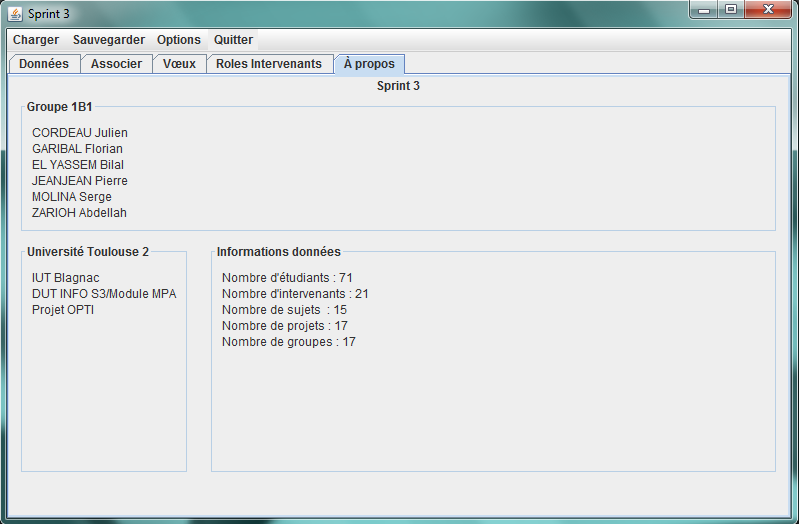 Sprint 3
Charger Sauvegarder Options Quitter
Données Associer Vœux Roles Intervenants À propos
Sprint 3
Groupe 1B1
CORDEAU Julien
GARIBAL Florian
EL YASSEM Bilal
JEANJEAN Pierre
MOLINA Serge
ZARIOH Abdellah
Université Toulouse 2
IUT Blagnac
DUT INFO S3/Module MPA
Projet OPTI
Informations données
Nombre d'étudiants : 71
Nombre d'intervenants : 21
Nombre de sujets  : 15
Nombre de projets : 17
Nombre de groupes : 17